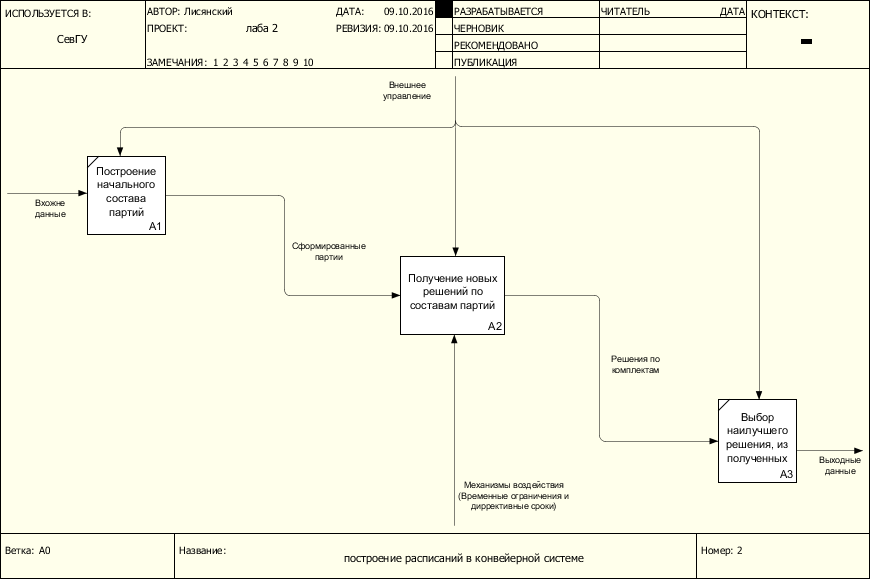 ИСПОЛЬЗУЕТСЯ В:
СевГУ
АВТОР: Лисянский
ДАТА: 09.10.2016
ПРОЕКТ: лаба 2
РЕВИЗИЯ: 09.10.2016
ЗАМЕЧАНИЯ: 1 2 3 4 5 6 7 8 9 10
РАЗРАБАТЫВАЕТСЯ
ЧЕРНОВИК
РЕКОМЕНДОВАНО
ПУБЛИКАЦИЯ
ЧИТАТЕЛЬ ДАТА
КОНТЕКСТ:
Внешнее
управление
Построение
начального
состава
партий
A1
Вхожне
данные
Сформированные
партии
Получение новых
решений по
составам партий
A2
Решения по
комплектам
Выбор
наилучшего
решения, из
полученных
A3
Выходные
данные
Механизмы воздействия
(Временные ограничения и
диррективные сроки)
Ветка: A0
Название:
построение расписаний в конвейерной системе
Номер: 2